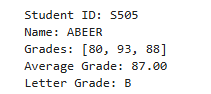 Student ID: S505
Name: ABEER
Grades: [80, 93, 88]
Average Grade: 87.00
Letter Grade: B